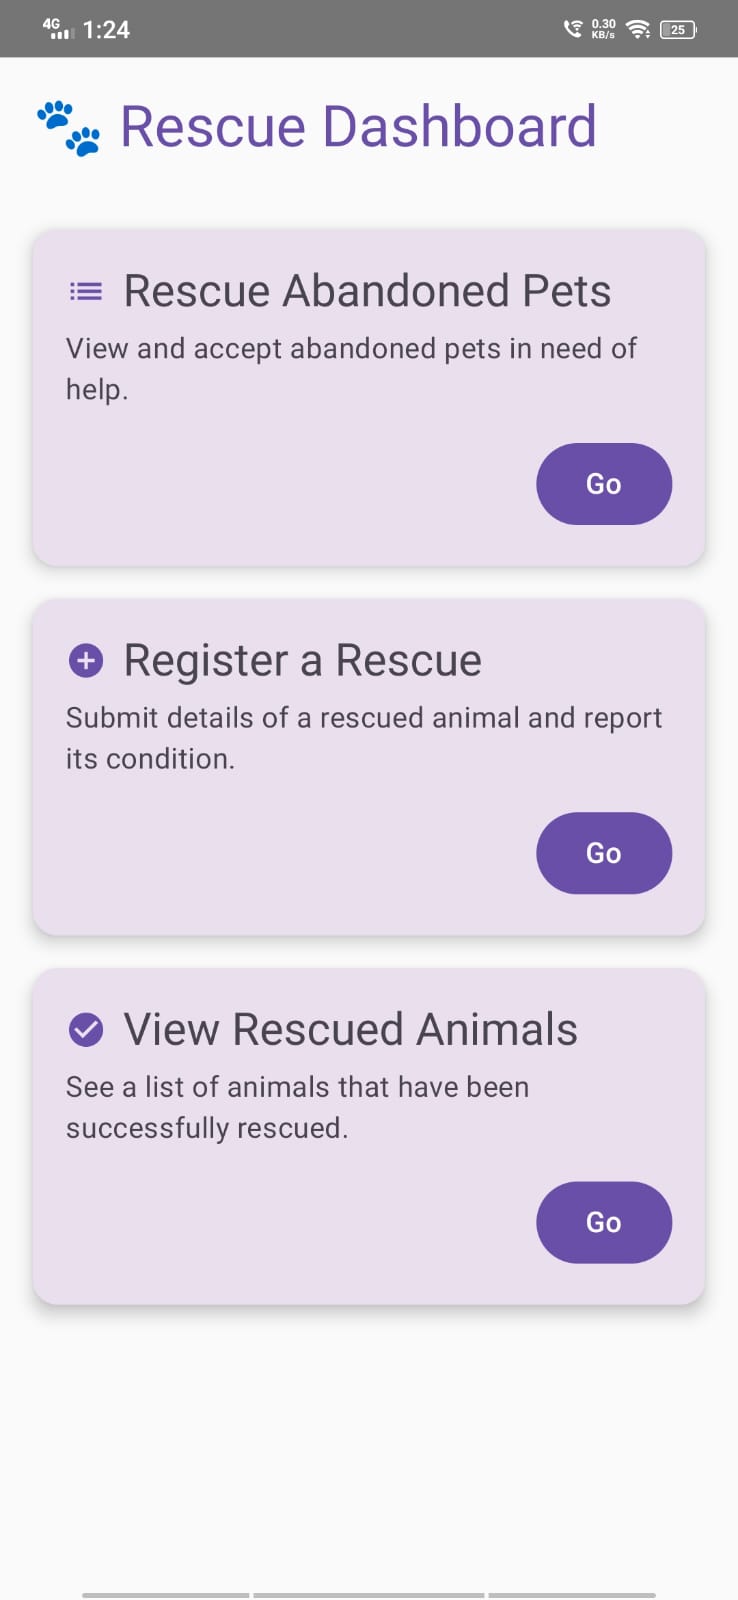 4G 1:24 0.30 KB/s 25
🐾 Rescue Dashboard
Rescue Abandoned Pets
View and accept abandoned pets in need of
help.
Go
Register a Rescue
Submit details of a rescued animal and report
its condition.
Go
View Rescued Animals
See a list of animals that have been
successfully rescued.
Go